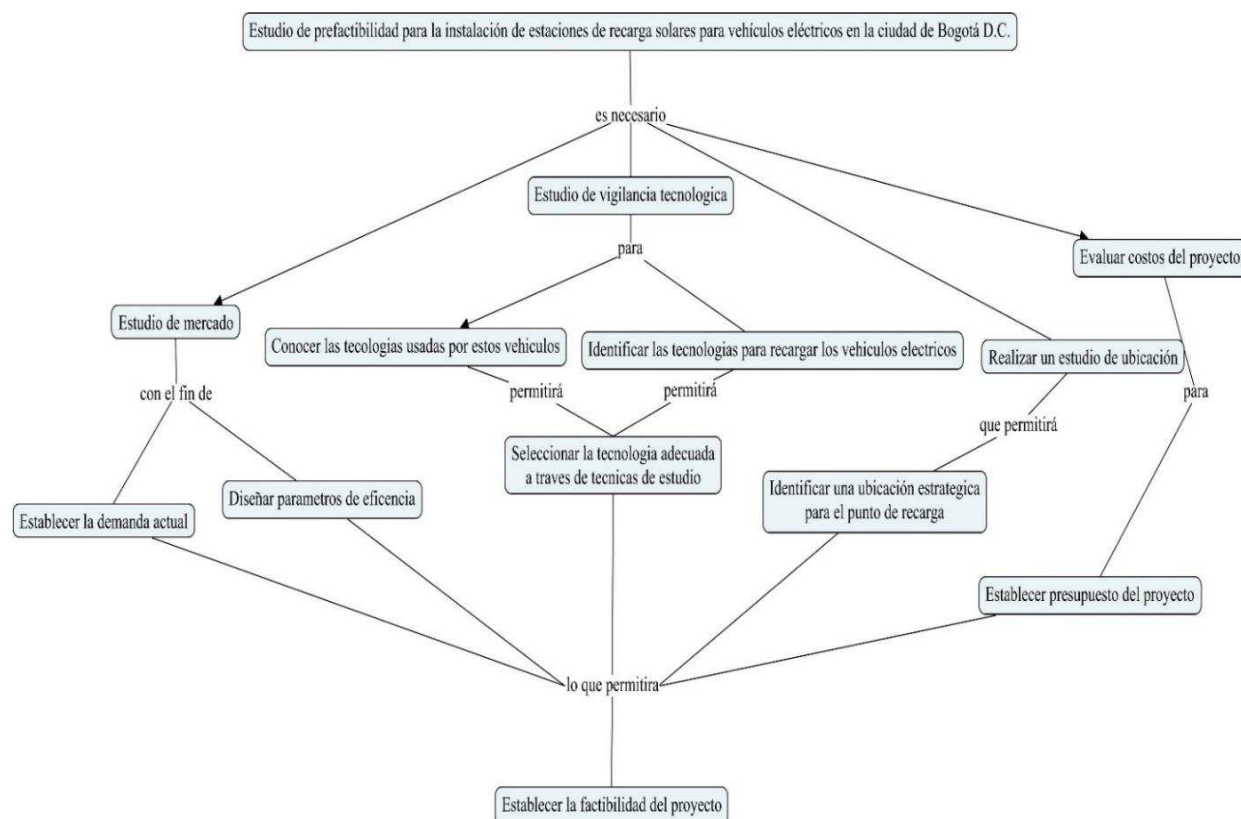 Estudio de prefactibilidad para la instalación de estaciones de recarga solares para vehículos eléctricos en la ciudad de Bogotá D.C.
es necesario
Estudio de vigilancia tecnologica
para
Evaluar costos del proyecto
Estudio de mercado
Conocer las tecologias usadas por estos vehiculos
Identificar las tecnologias para recargar los vehiculos electricos
Realizar un estudio de ubicación
con el fin de
permitirá
permitirá
para
que permitirá
Seleccionar la tecnologia adecuada
a traves de tecnicas de estudio
Diseñar parametros de eficencia
Identificar una ubicación estrategica
para el punto de recarga
Establecer la demanda actual
Establecer presupuesto del proyecto
lo que permitira
Establecer la factibilidad del proyecto